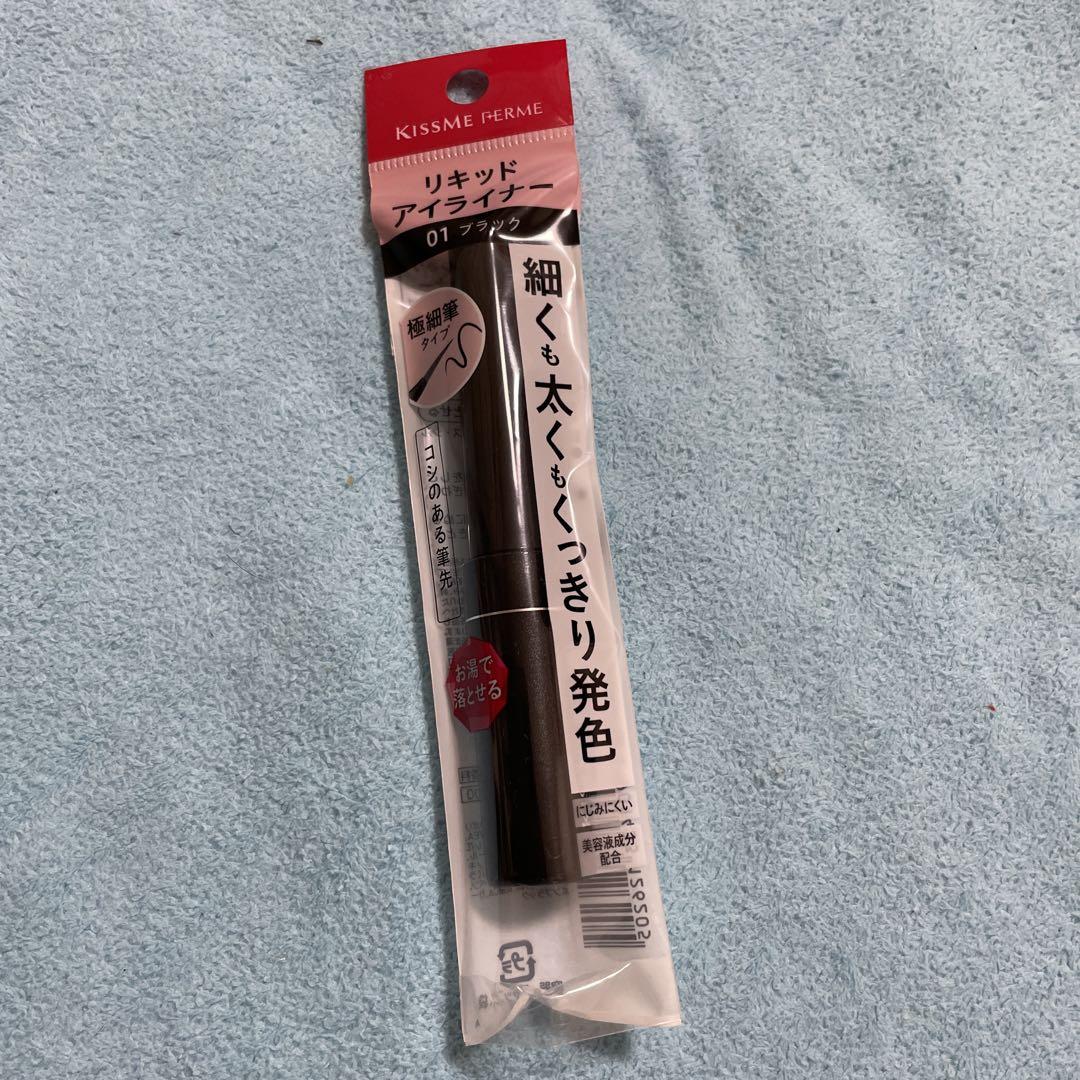 KISSME FERME
リキッド
アイライナー
01 ブラック
極細筆
タイプ
細くも太くもくっきり発色
コシのある筆先
お湯で
落とせる
にじみにくい
美容液成分
配合
126205
プラ